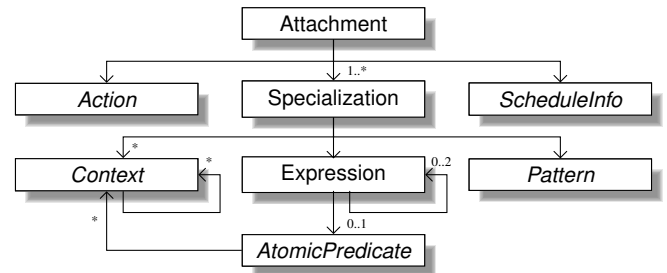 Attachment
1..*
Action
Specialization
ScheduleInfo
*
*
0..2
Context
Expression
Pattern
*
0..1
AtomicPredicate